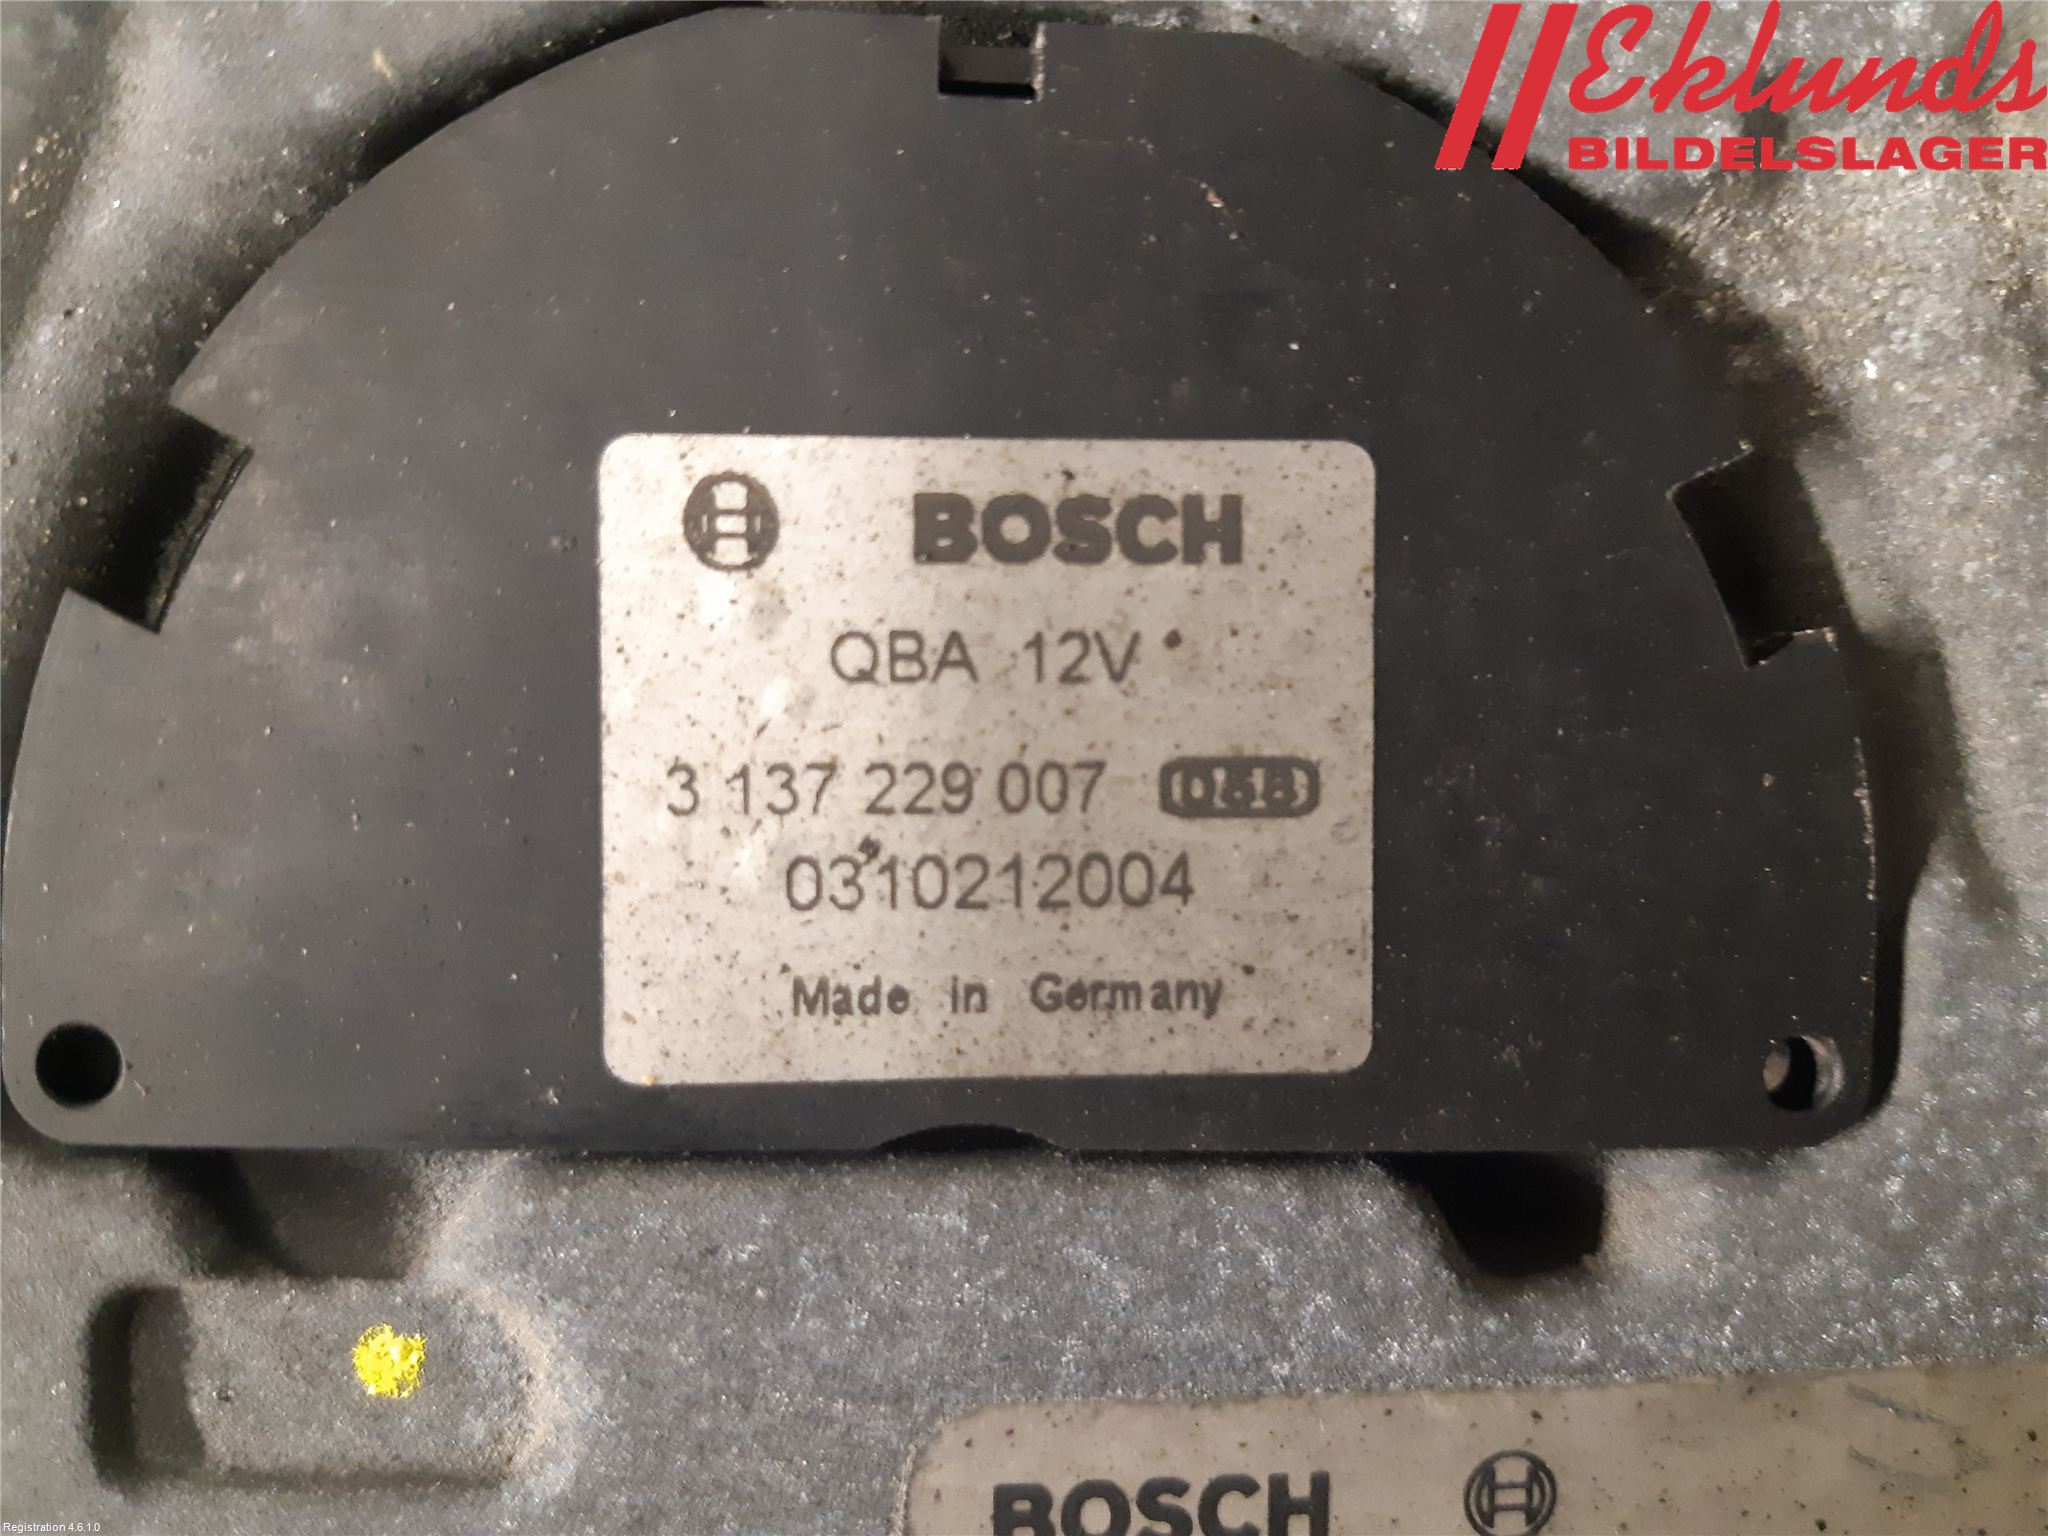 Eklunds
BILDELSLAGER
BOSCH
QBA 12V
3 137 229 007
0310212004
Made in Germany
BOSCH
Registration 4.6.1.0